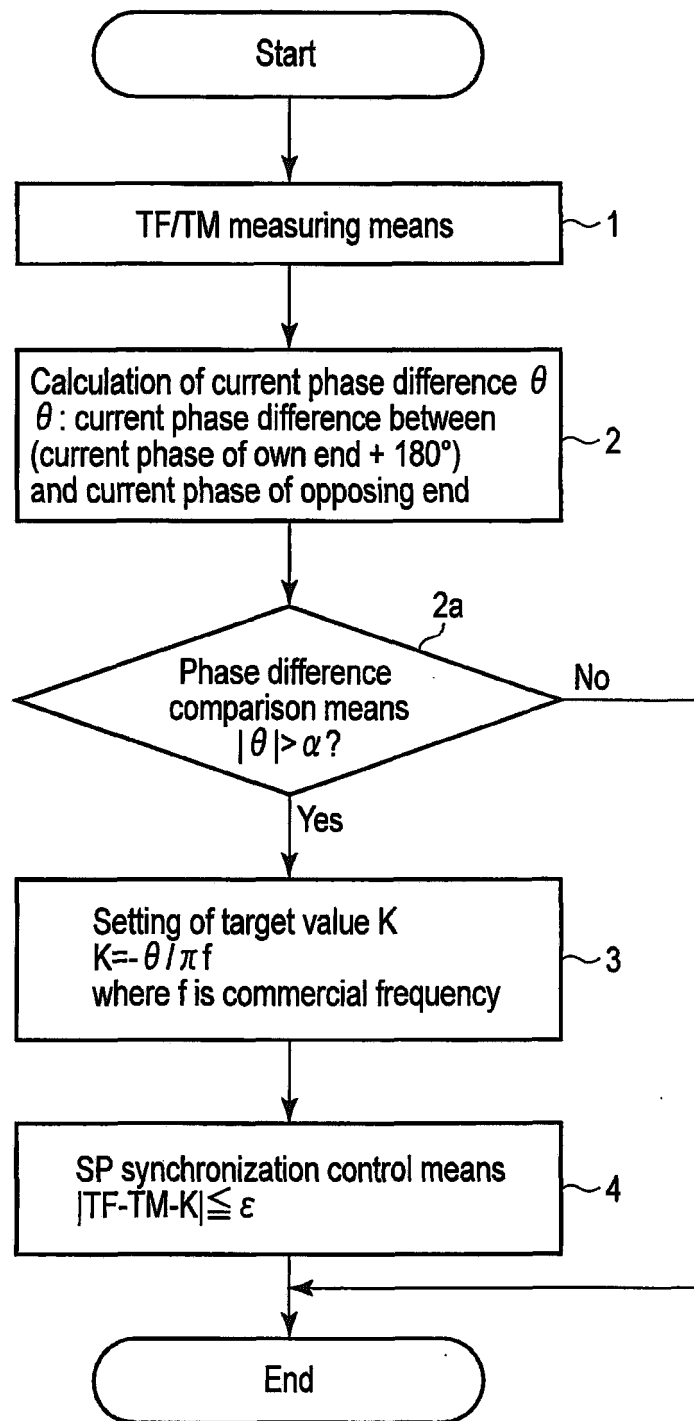 Start
TF/TM measuring means
1
Calculation of current phase difference θ
θ : current phase difference between
(current phase of own end + 180°)
and current phase of opposing end
2
2a
Phase difference
comparison means
|θ|>α?
No
Yes
Setting of target value K
K=-θ/πf
where f is commercial frequency
3
SP synchronization control means
|TF-TM-K|≦ε
4
End